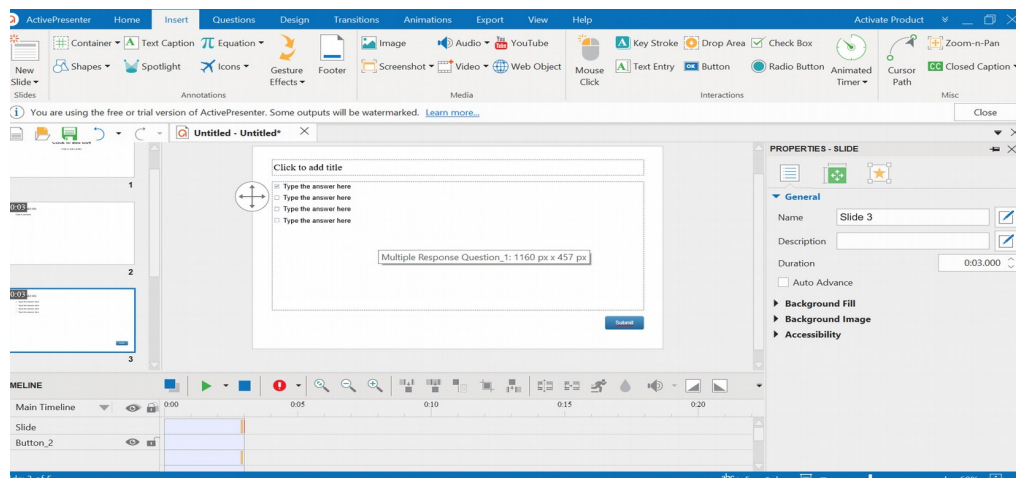 ActivePresenter Home Insert Questions Design Transitions Animations Export View Help Activate Product
Container Text Caption Equation Image Audio YouTube Key Stroke Drop Area Check Box Zoom-n-Pan
Shapes Spotlight Icons Screenshot Video Web Object Text Entry Button Radio Button Closed Caption
New Slide Gesture Effects Footer Mouse Click Animated Timer Cursor Path
Slides Annotations Media Interactions Misc
You are using the free or trial version of ActivePresenter. Some outputs will be watermarked. Learn more... Close
Untitled - Untitled*
PROPERTIES - SLIDE
1
0:03
2
0:03
3
Click to add title
Type the answer here
Type the answer here
Type the answer here
Type the answer here
Multiple Response Question_1: 1160 px x 457 px
Submit
General
Name Slide 3
Description
Duration 0:03.000
Auto Advance
Background Fill
Background Image
Accessibility
MELINE
Main Timeline 0:00 0:05 0:10 0:15 0:20
Slide
Button_2